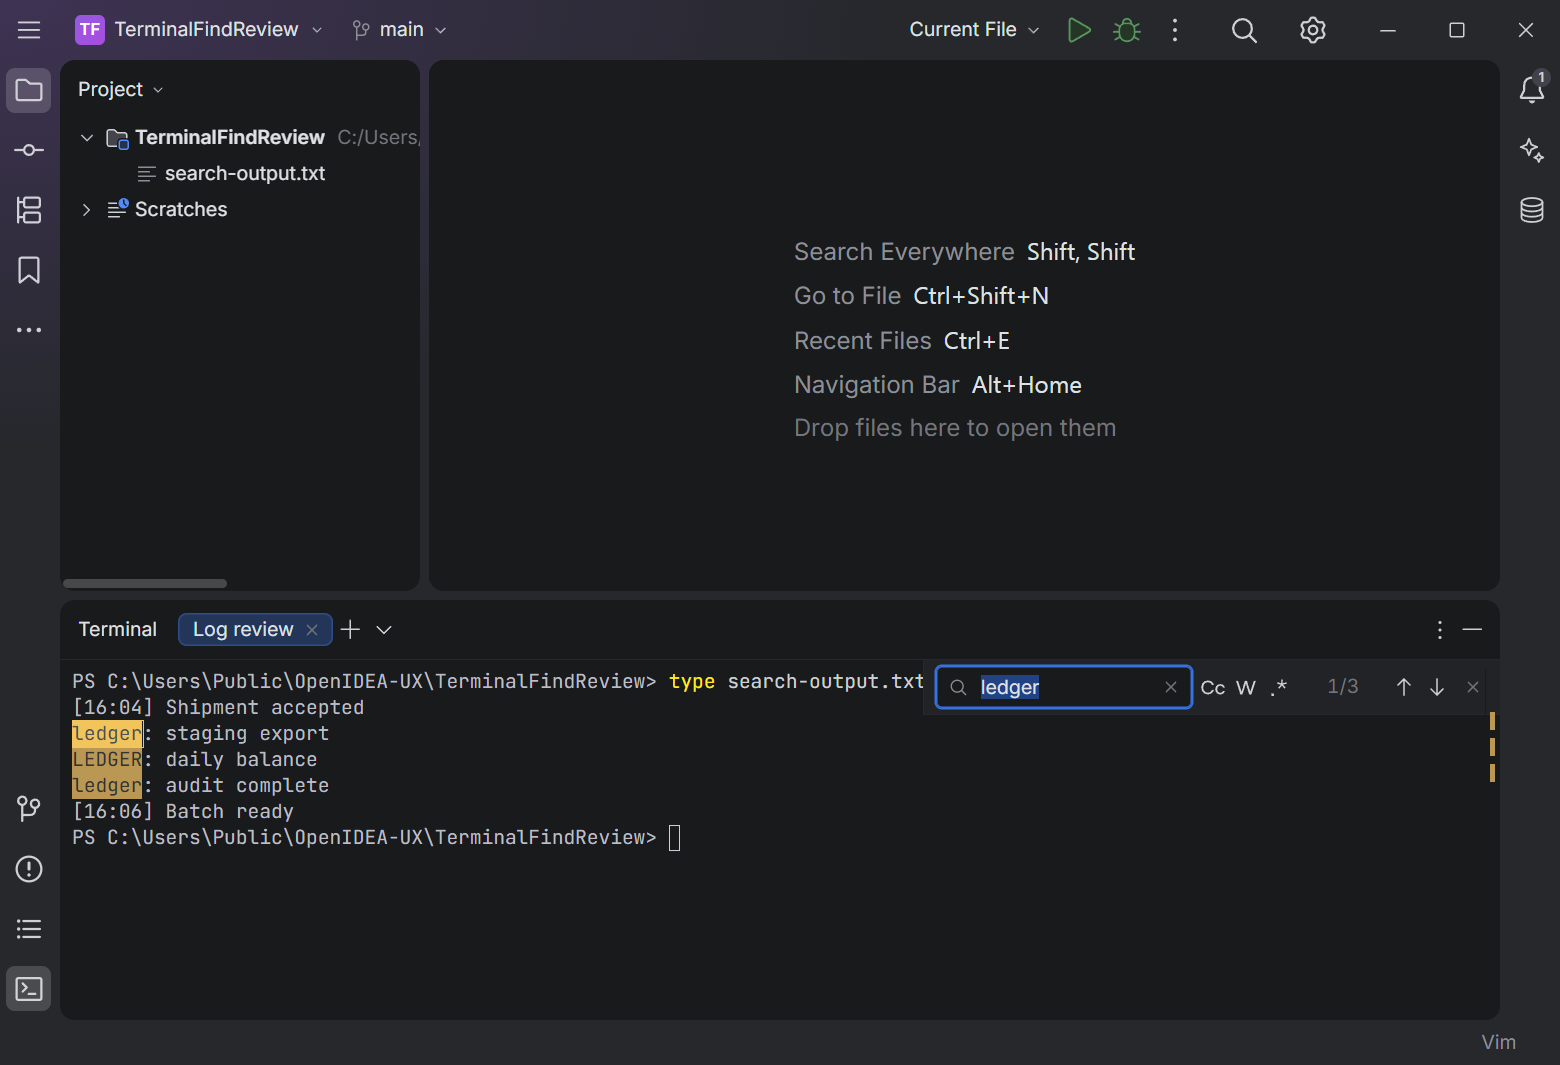 TF TerminalFindReview main Current File
Project
1
TerminalFindReview C:/Users/
search-output.txt
Scratches
Search Everywhere Shift, Shift
Go to File Ctrl+Shift+N
Recent Files Ctrl+E
Navigation Bar Alt+Home
Drop files here to open them
Terminal Log review
PS C:\Users\Public\OpenIDEA-UX\TerminalFindReview> type search-output.txt
ledger Cc W .* 1/3
[16:04] Shipment accepted
ledger: staging export
LEDGER: daily balance
ledger: audit complete
[16:06] Batch ready
PS C:\Users\Public\OpenIDEA-UX\TerminalFindReview>
Vim